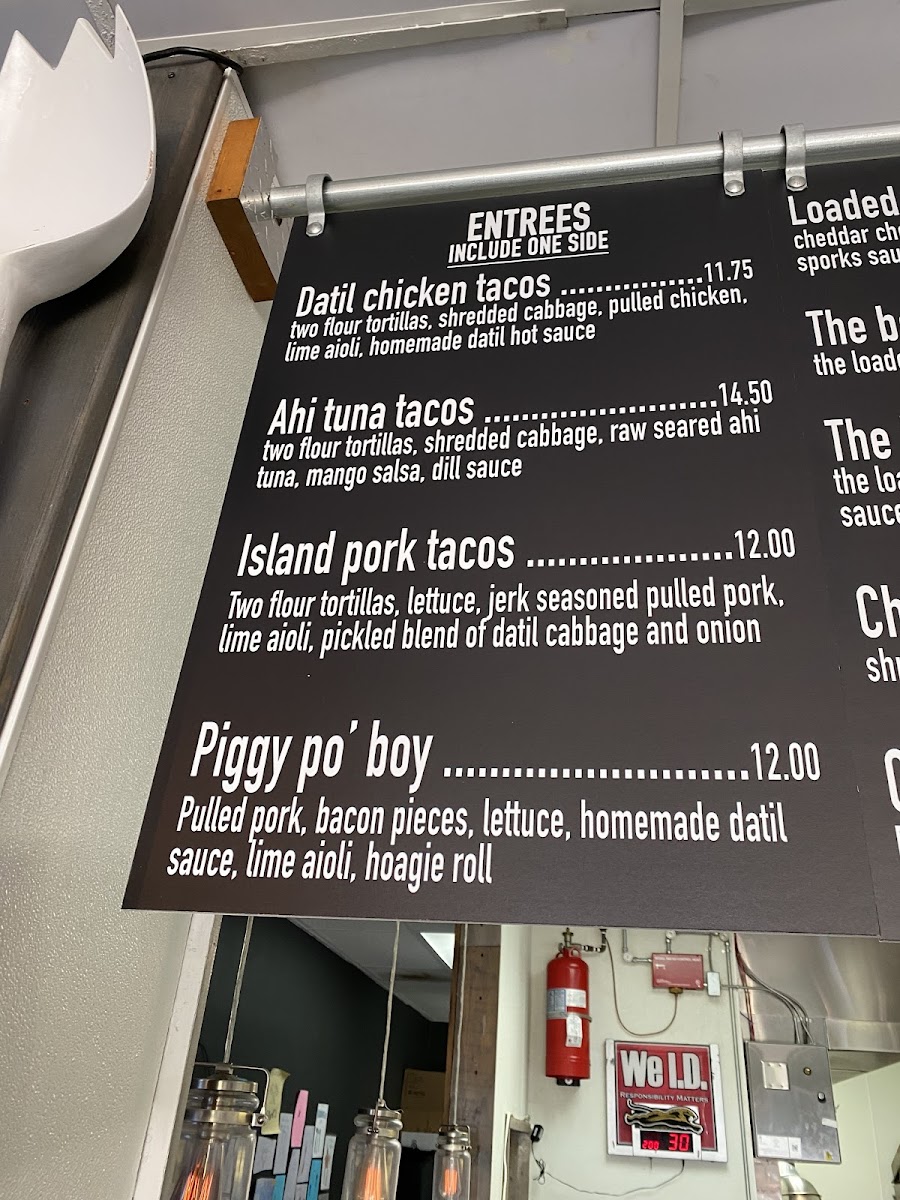 ENTREES
INCLUDE ONE SIDE
Datil chicken tacos ................11.75
two flour tortillas, shredded cabbage, pulled chicken,
lime aioli, homemade datil hot sauce
Ahi tuna tacos .........................14.50
two flour tortillas, shredded cabbage, raw seared ahi
tuna, mango salsa, dill sauce
Island pork tacos ...................12.00
Two flour tortillas, lettuce, jerk seasoned pulled pork,
lime aioli, pickled blend of datil cabbage and onion
Piggy po' boy ..........................12.00
Pulled pork, bacon pieces, lettuce, homemade datil
sauce, lime aioli, hoagie roll
Loaded
cheddar
sporks
The
the
The
the
sauce
We I.D.
RESPONSIBILITY MATTERS
200 30